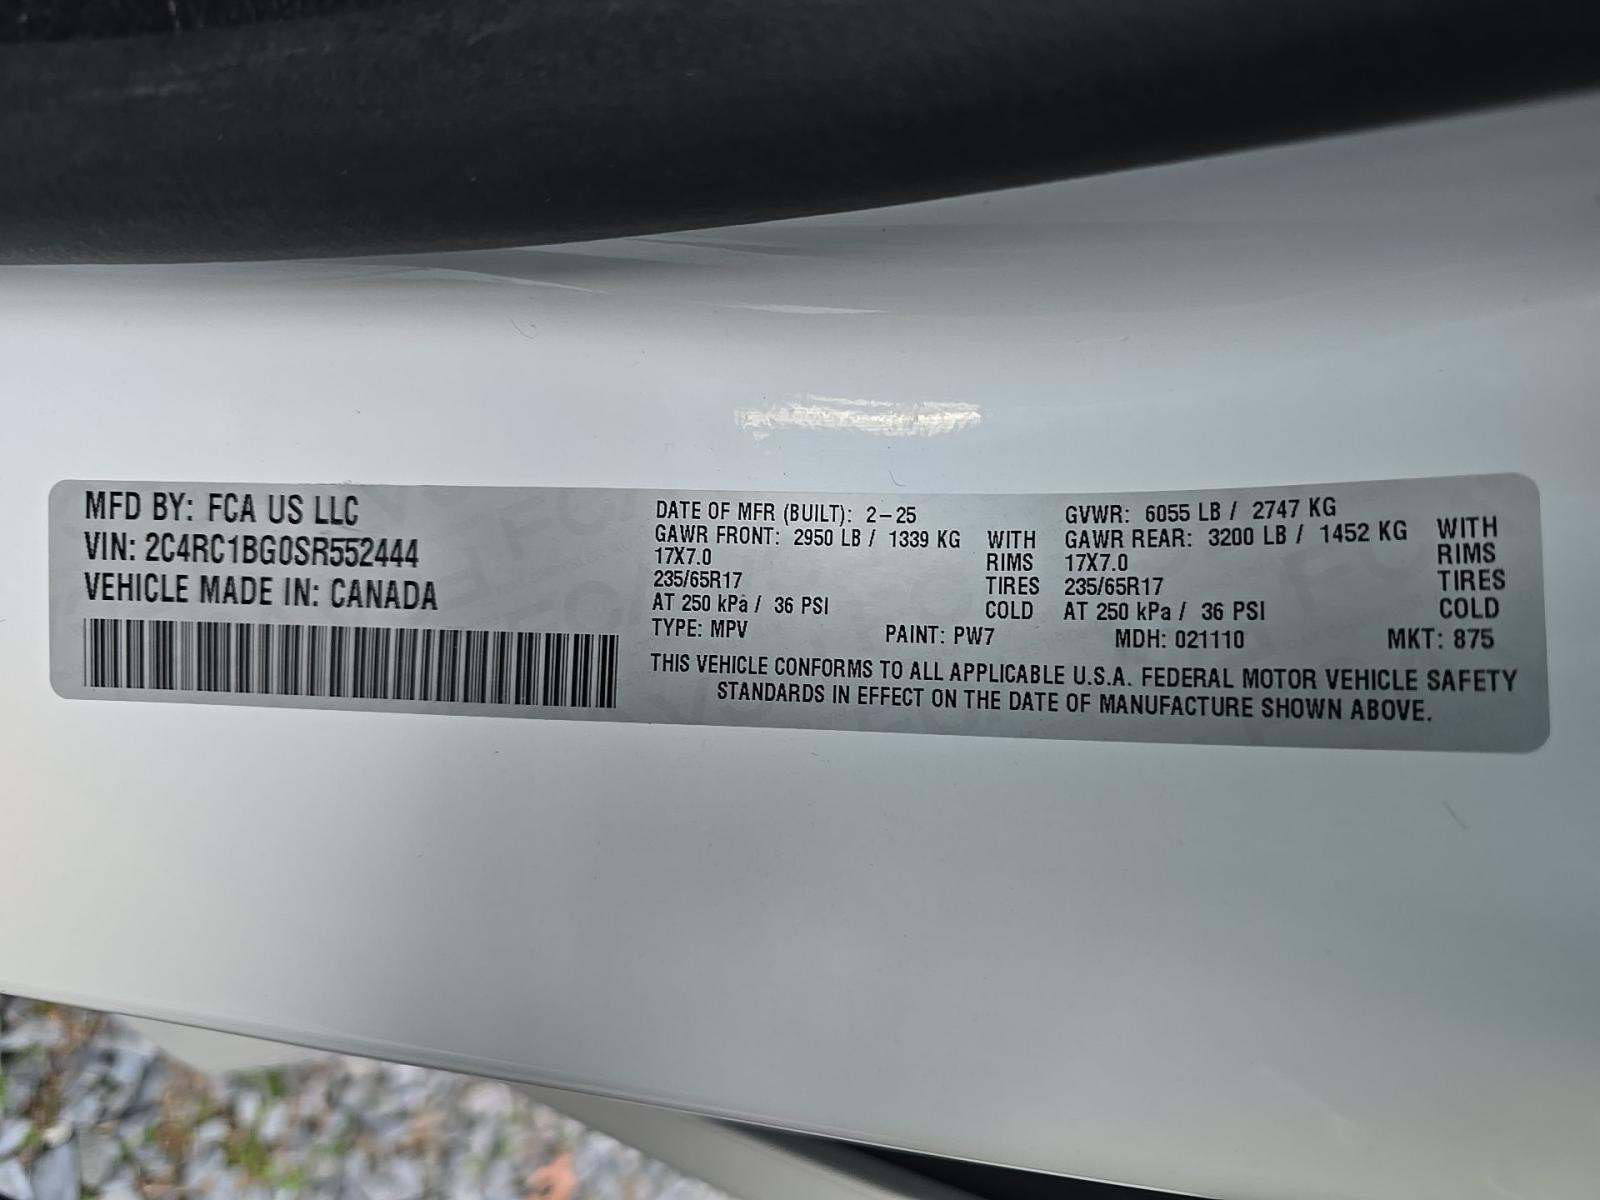 MFD BY: FCA US LLC
VIN: 2C4RC1BG0SR552444
VEHICLE MADE IN: CANADA
DATE OF MFR (BUILT): 2-25
GAWR FRONT: 2950 LB / 1339 KG WITH
17X7.0 RIMS
235/65R17 TIRES
AT 250 kPa / 36 PSI COLD
GVWR: 6055 LB / 2747 KG
GAWR REAR: 3200 LB / 1452 KG WITH
17X7.0 RIMS
235/65R17 TIRES
AT 250 kPa / 36 PSI COLD
TYPE: MPV PAINT: PW7 MDH: 021110 MKT: 875
THIS VEHICLE CONFORMS TO ALL APPLICABLE U.S.A. FEDERAL MOTOR VEHICLE SAFETY
STANDARDS IN EFFECT ON THE DATE OF MANUFACTURE SHOWN ABOVE.